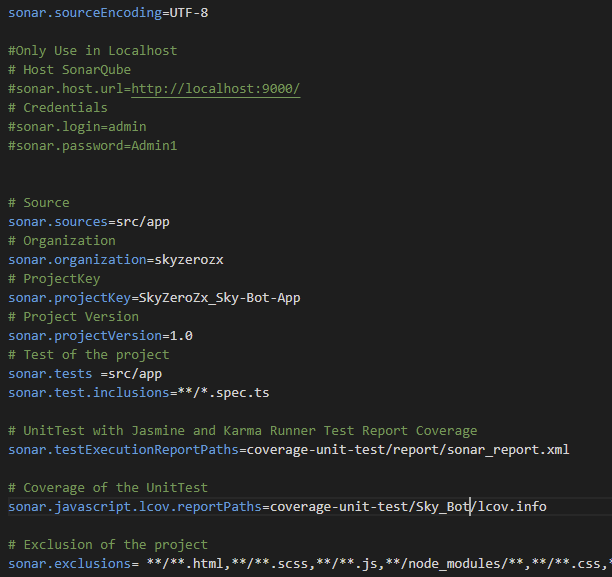 sonar.sourceEncoding=UTF-8
#Only Use in Localhost
# Host SonarQube
#sonar.host.url=http://localhost:9000/
# Credentials
#sonar.login=admin
#sonar.password=Admin1
# Source
sonar.sources=src/app
# Organization
sonar.organization=skyzerozx
# ProjectKey
sonar.projectKey=SkyZeroZx_Sky-Bot-App
# Project Version
sonar.projectVersion=1.0
# Test of the project
sonar.tests =src/app
sonar.test.inclusions=**/*.spec.ts
# UnitTest with Jasmine and Karma Runner Test Report Coverage
sonar.testExecutionReportPaths=coverage-unit-test/report/sonar_report.xml
# Coverage of the UnitTest
sonar.javascript.lcov.reportPaths=coverage-unit-test/Sky_Bot/lcov.info
# Exclusion of the project
sonar.exclusions= **/**.html,**/**.scss,**/**.js,**/node_modules/**,**/**.css,*